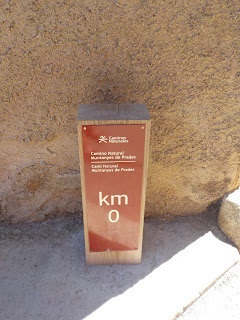 Caminos
Naturales
Camino Natural
Muntanyes de Prades
Camí Natural
Muntanyes de Prades
km
0